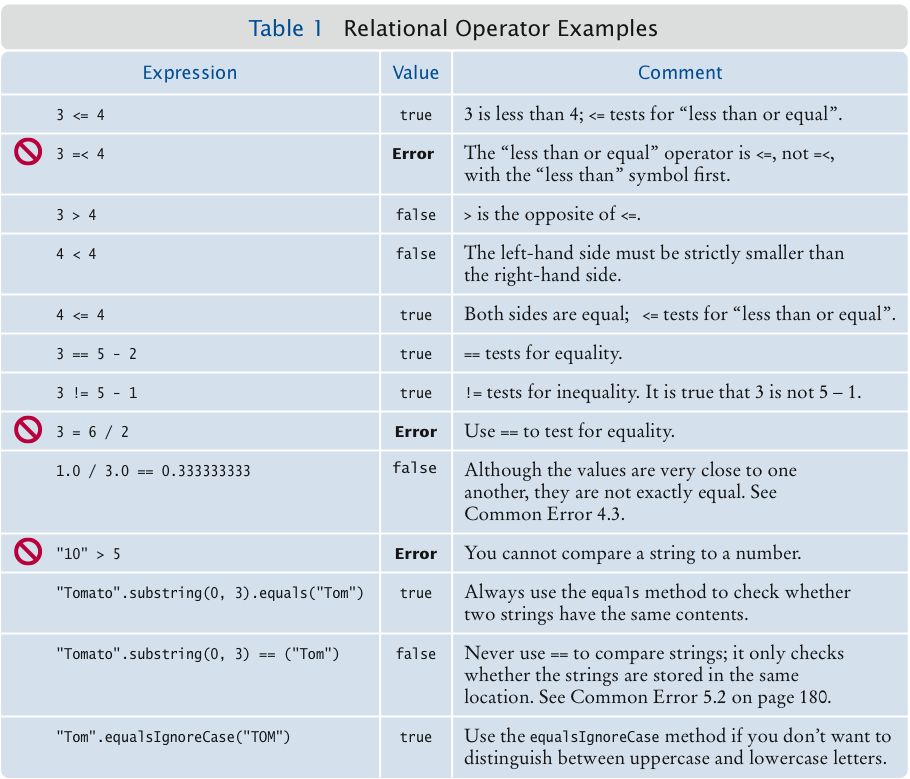 Table 1 Relational Operator Examples
Expression Value Comment
3 <= 4 true 3 is less than 4; <= tests for “less than or equal”.
3 =< 4 Error The “less than or equal” operator is <=, not =<,
with the “less than” symbol first.
3 > 4 false > is the opposite of <=.
4 < 4 false The left-hand side must be strictly smaller than
the right-hand side.
4 <= 4 true Both sides are equal; <= tests for “less than or equal”.
3 == 5 - 2 true == tests for equality.
3 != 5 - 1 true != tests for inequality. It is true that 3 is not 5 – 1.
3 = 6 / 2 Error Use == to test for equality.
1.0 / 3.0 == 0.333333333 false Although the values are very close to one
another, they are not exactly equal. See
Common Error 4.3.
"10" > 5 Error You cannot compare a string to a number.
"Tomato".substring(0, 3).equals("Tom") true Always use the equals method to check whether
two strings have the same contents.
"Tomato".substring(0, 3) == ("Tom") false Never use == to compare strings; it only checks
whether the strings are stored in the same
location. See Common Error 5.2 on page 180.
"Tom".equalsIgnoreCase("TOM") true Use the equalsIgnoreCase method if you don’t want to
distinguish between uppercase and lowercase letters.